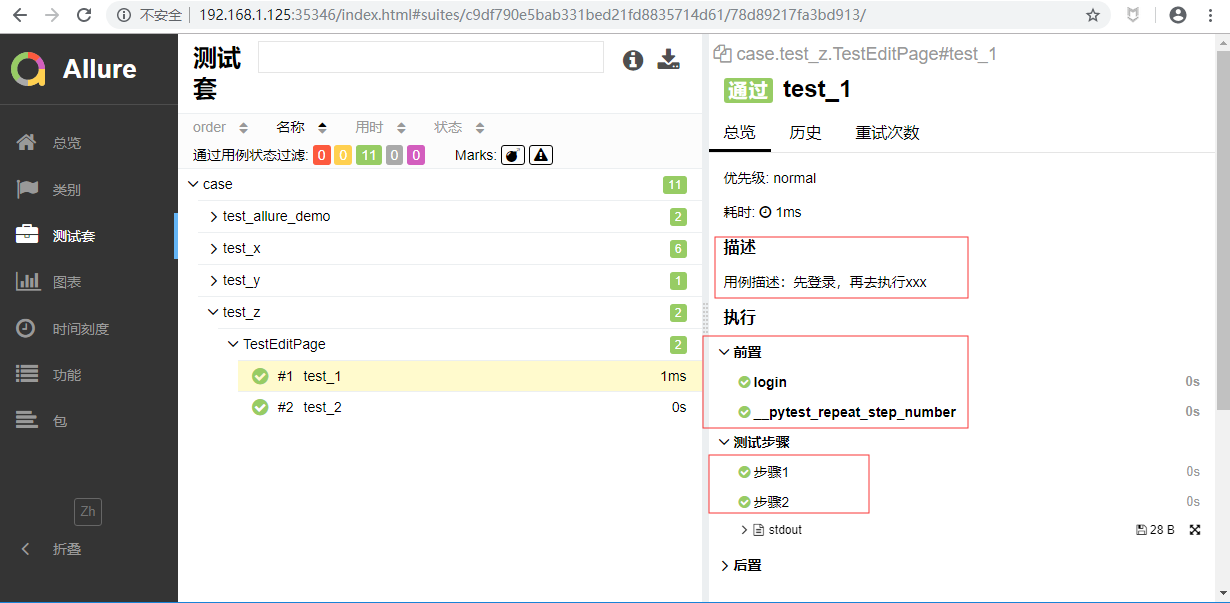 不安全 192.168.1.125:35346/index.html#suites/c9df790e5bab331bed21fd8835714d61/78d89217fa3bd913/
Allure
总览
类别
测试套
图表
时间刻度
功能
包
Zh
折叠
测试
套
order 名称 用时 状态
通过用例状态过滤: 0 0 11 0 0 Marks:
case 11
test_allure_demo 2
test_x 6
test_y 1
test_z 2
TestEditPage 2
#1 test_1 1ms
#2 test_2 0s
case.test_z.TestEditPage#test_1
通过 test_1
总览 历史 重试次数
优先级: normal
耗时: 1ms
描述
用例描述：先登录，再去执行xxx
执行
前置
login 0s
__pytest_repeat_step_number 0s
测试步骤
步骤1 0s
步骤2 0s
stdout 28 B
后置